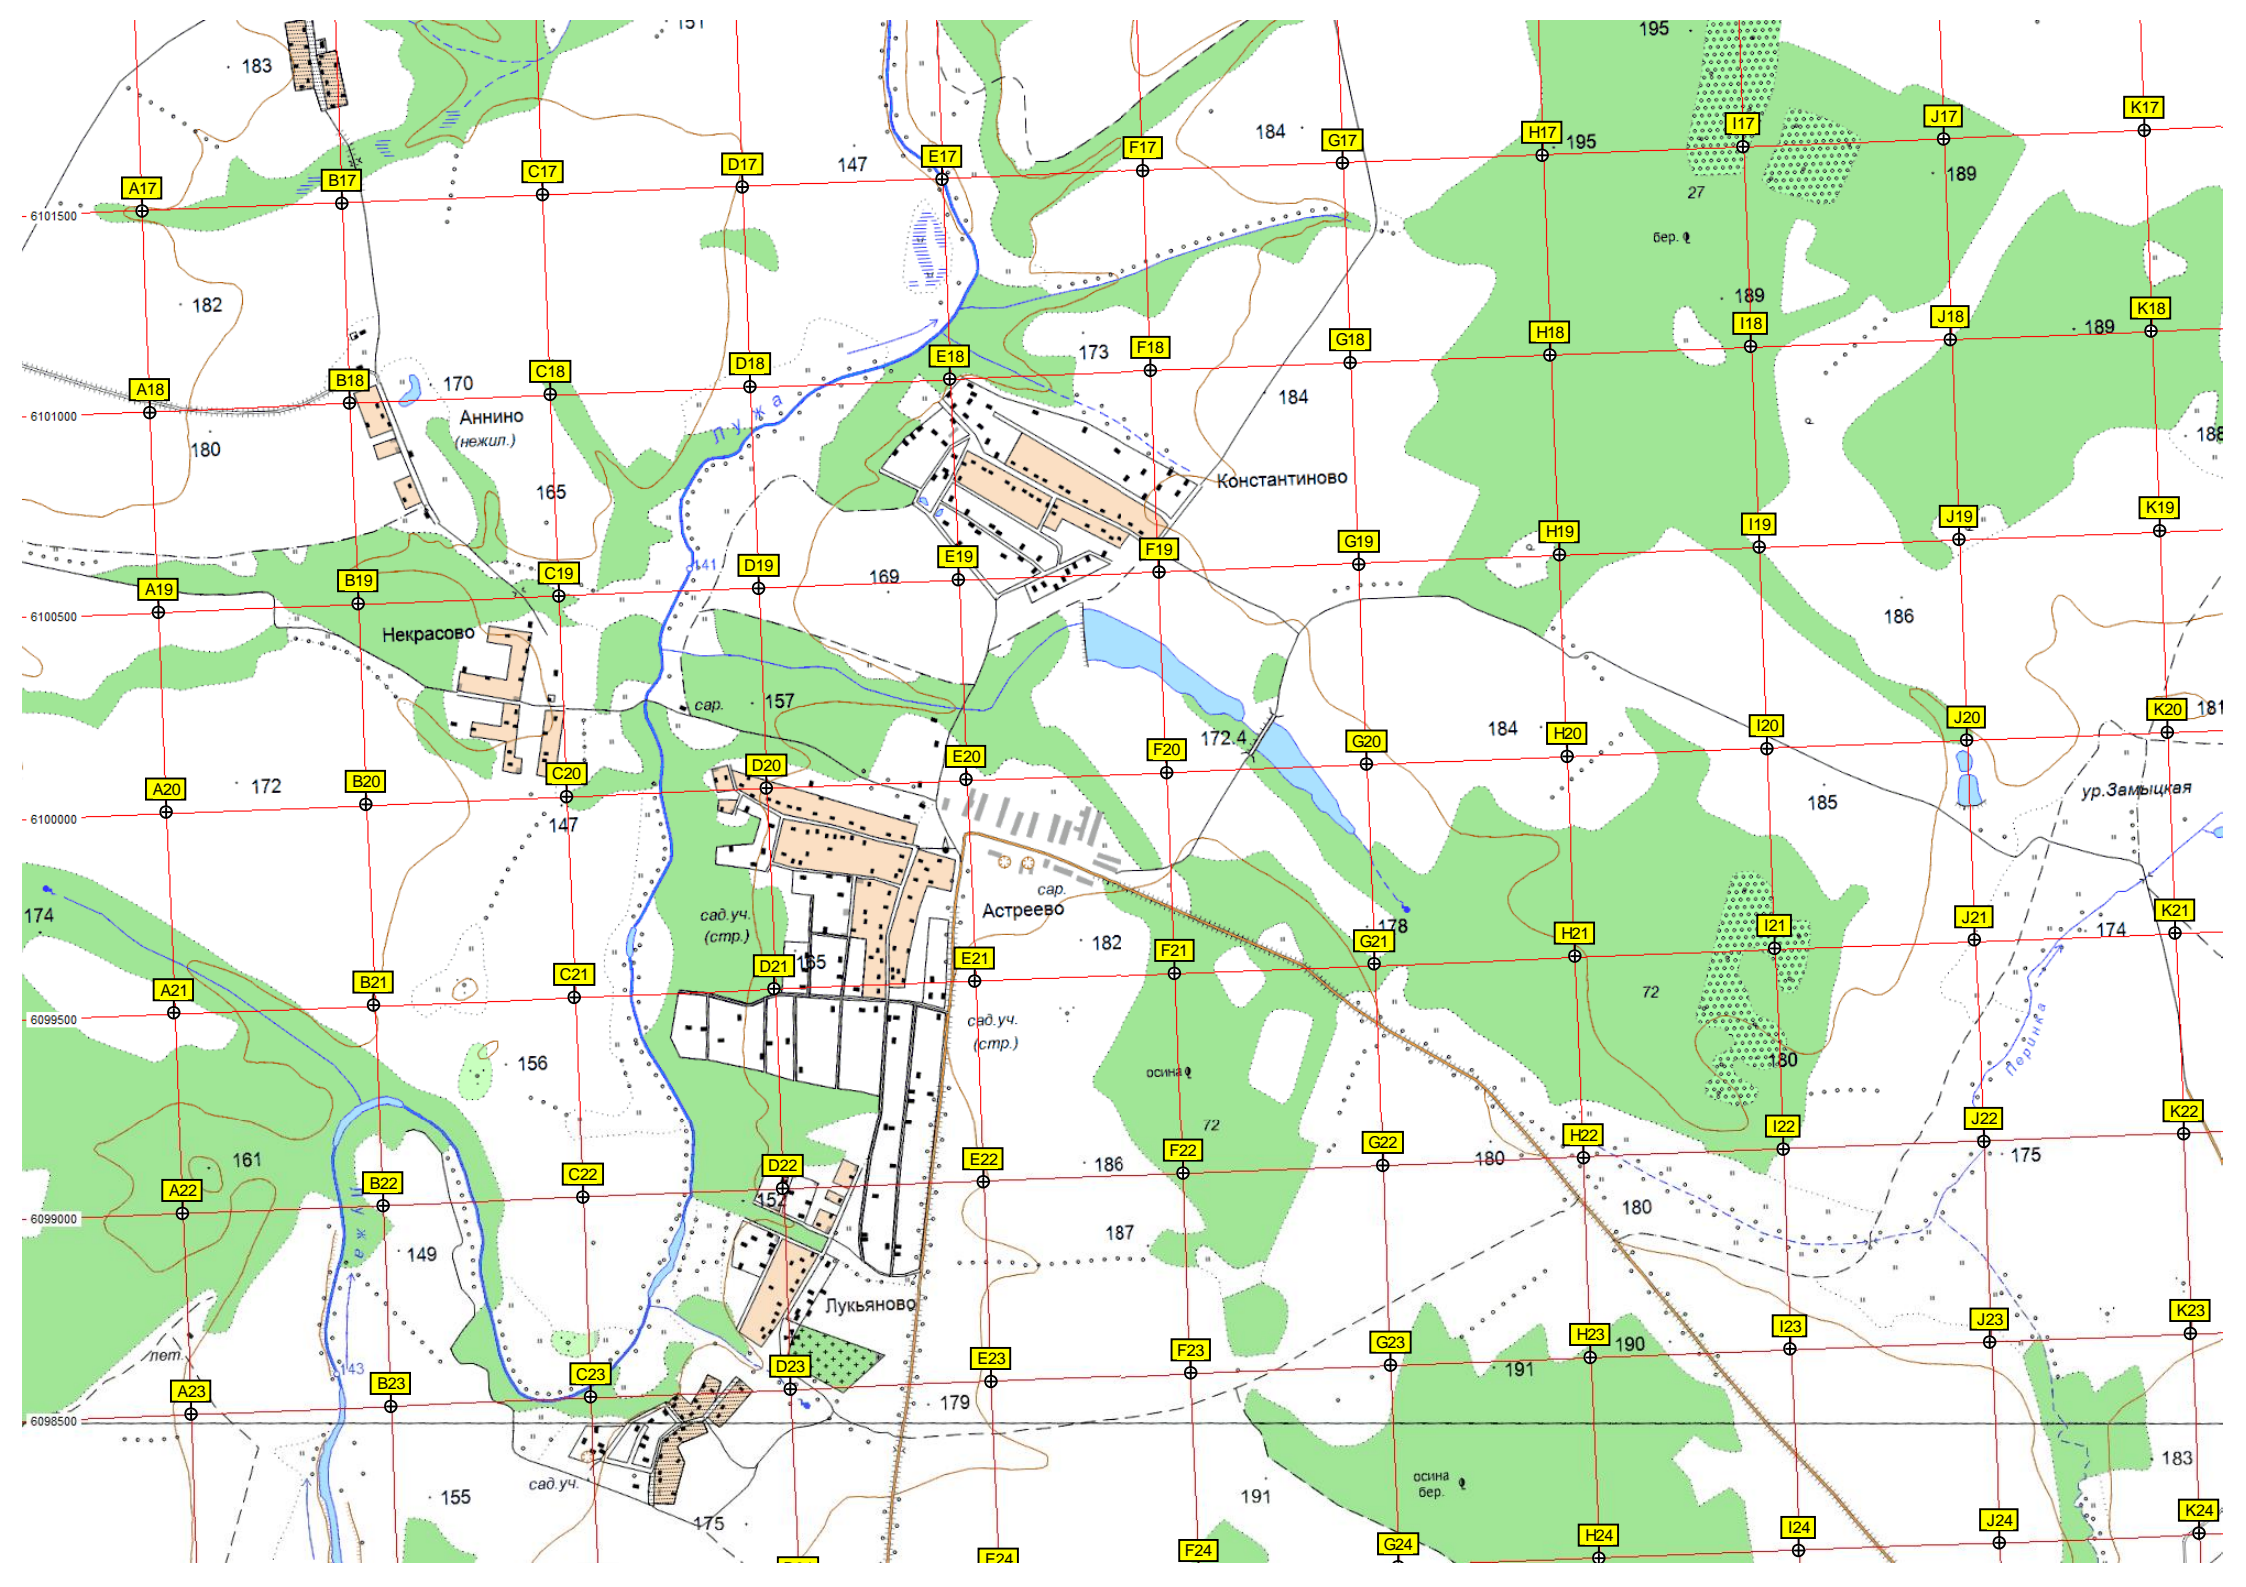 151
195
183
K17
J17
I17
184
H17
195
G17
F17
147
E17
D17
C17
B17
A17
189
27
6101500
бер.
182
189
K18
J18
189
I18
H18
G18
173
F18
E18
D18
C18
B18
170
A18
184
Лужа
6101000
Аннино
(нежил.)
180
188
Константиново
165
K19
J19
I19
H19
G19
F19
E19
D19
141
C19
B19
169
A19
6100500
186
Некрасово
157
сар.
K20
181
J20
I20
184
H20
172.4
G20
F20
E20
D20
C20
B20
172
A20
ур.Замыцкая
185
6100000
147
сар.
174
Астреево
сад.уч.
(стр.)
K21
J21
174
I21
178
H21
G21
182
F21
E21
165
D21
C21
B21
A21
72
6099500
сад.уч.
(стр.)
Перинка
156
180
осина
72
K22
J22
175
I22
H22
180
G22
186
F22
E22
D22
161
C22
B22
A22
Лужа
180
6099000
187
149
Лукьяново
K23
J23
I23
H23
190
G23
191
F23
E23
D23
C23
143
B23
A23
лет.
179
6098500
183
осина
бер.
сад.уч.
155
191
175
K24
J24
I24
H24
G24
F24
E24